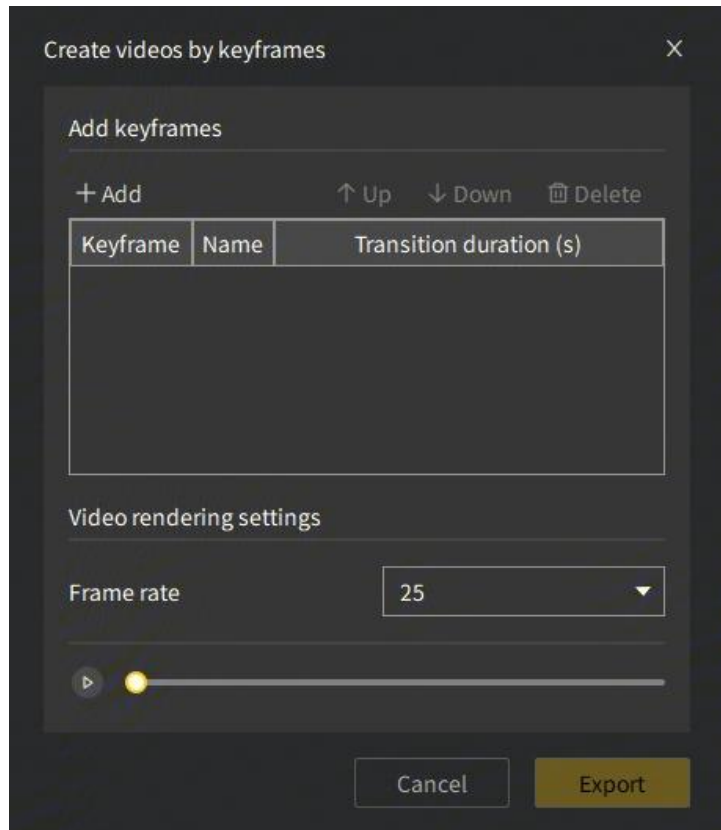 Create videos by keyframes
Add keyframes
Add Up Down Delete
Keyframe Name Transition duration (s)
Video rendering settings
Frame rate 25
Cancel Export